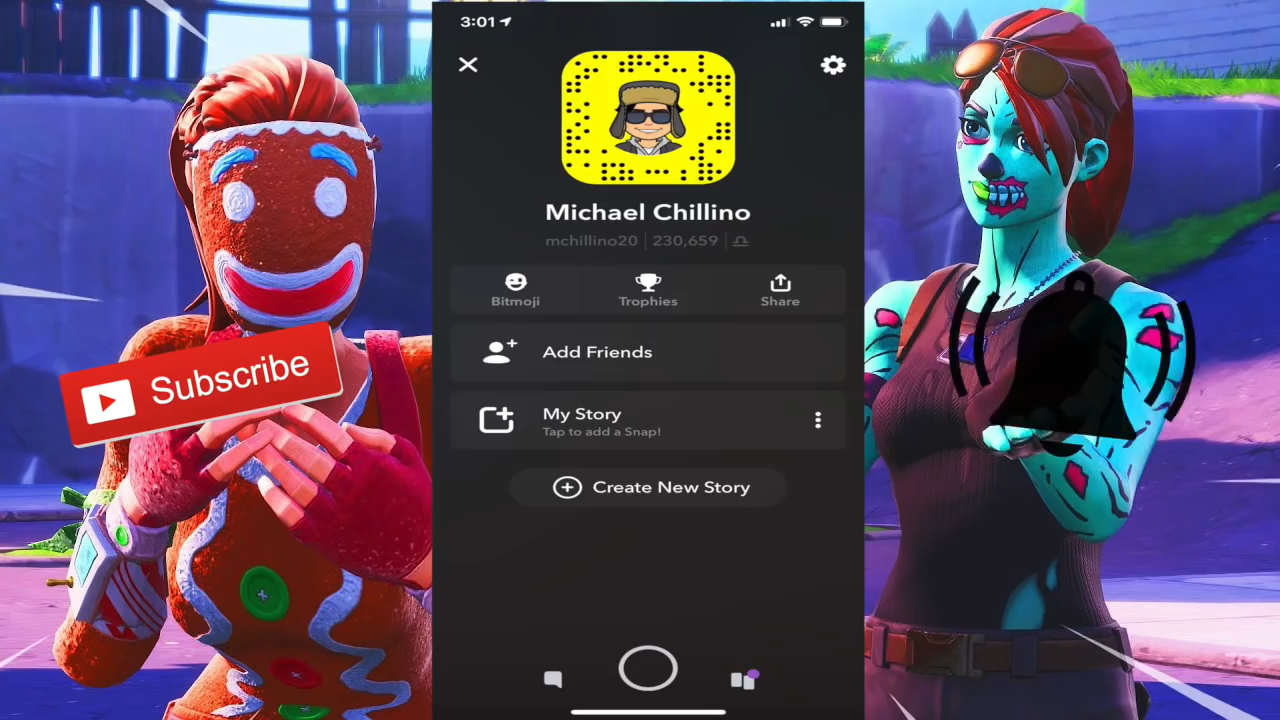 3:01
Michael Chillino
mchillino20 | 230,659
Bitmoji
Trophies
Share
Add Friends
My Story
Tap to add a Snap!
Create New Story
Subscribe